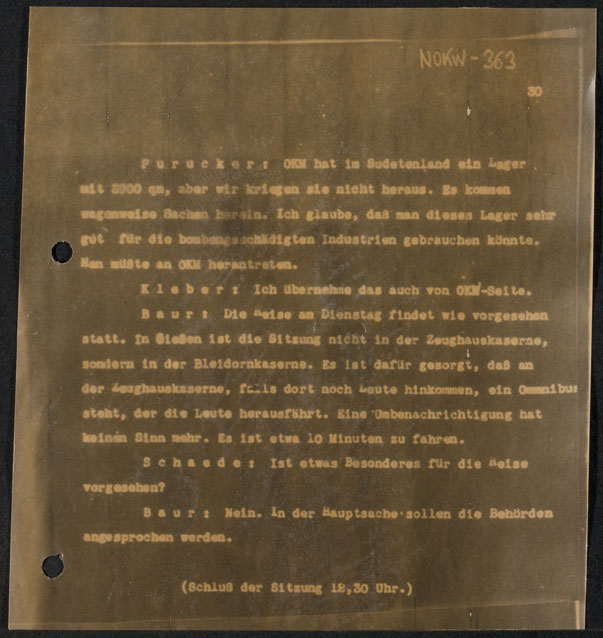 NOKW-363
30
Purucker: OKM hat im Sudetenland ein Lager
mit 3000 qm, aber wir kriegen sie nicht heraus. Es kommen
wagenweise Sachen herein. Ich glaube, daß man dieses Lager sehr
gut für die bombengeschädigten Industrien gebrauchen könnte.
Man müßte an OKM herantreten.
Kleber: Ich übernehme das auch von OKW-Seite.
Baur: Die Reise am Dienstag findet wie vorgesehen
statt. In Gießen ist die Sitzung nicht in der Zeughauskaserne,
sondern in der Bleidornkaserne. Es ist dafür gesorgt, daß an
der Zeughauskaserne, falls dort noch Leute hinkommen, ein Ommnibus
steht, der die Leute herausfährt. Eine Umbenachrichtigung hat
keinen Sinn mehr. Es ist etwa 10 Minuten zu fahren.
Schaede: Ist etwas Besonderes für die Reise
vorgesehen?
Baur: Nein. In der Hauptsache sollen die Behörden
angesprochen werden.
(Schluß der Sitzung 12,30 Uhr.)